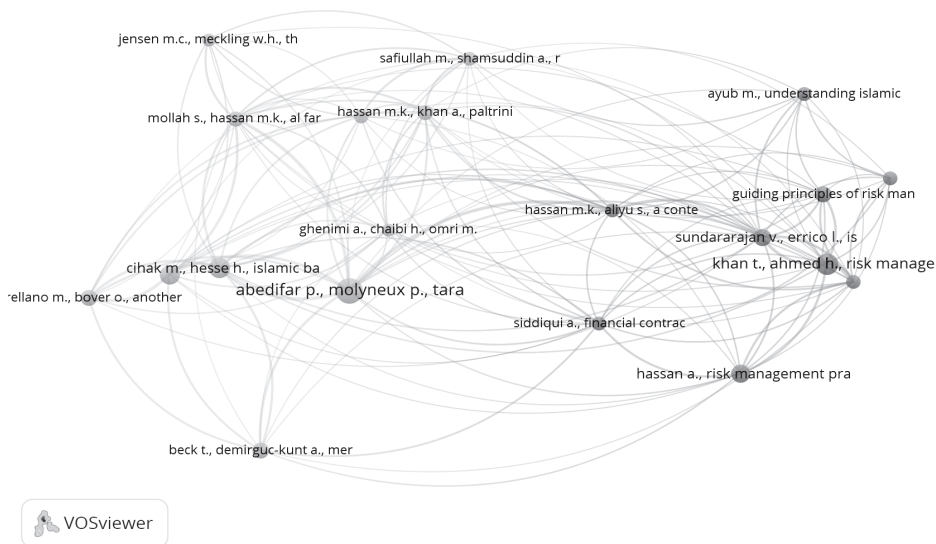 jensen m.c., meckling w.h., th
safiullah m., shamsuddin a., r
ayub m., understanding islamic
mollah s., hassan m.k., al far
hassan m.k., khan a., paltrini
guiding principles of risk man
hassan m.k., aliyu s., a conte
ghenimi a., chaibi h., omri m.
sundararajan v., errico l., is
khan t., ahmed h., risk manage
cihak m., hesse h., islamic ba
abedifar p., molyneux p., tara
rellano m., bover o., another
siddiqui a., financial contrac
hassan a., risk management pra
beck t., demirguc-kunt a., mer
VOSviewer